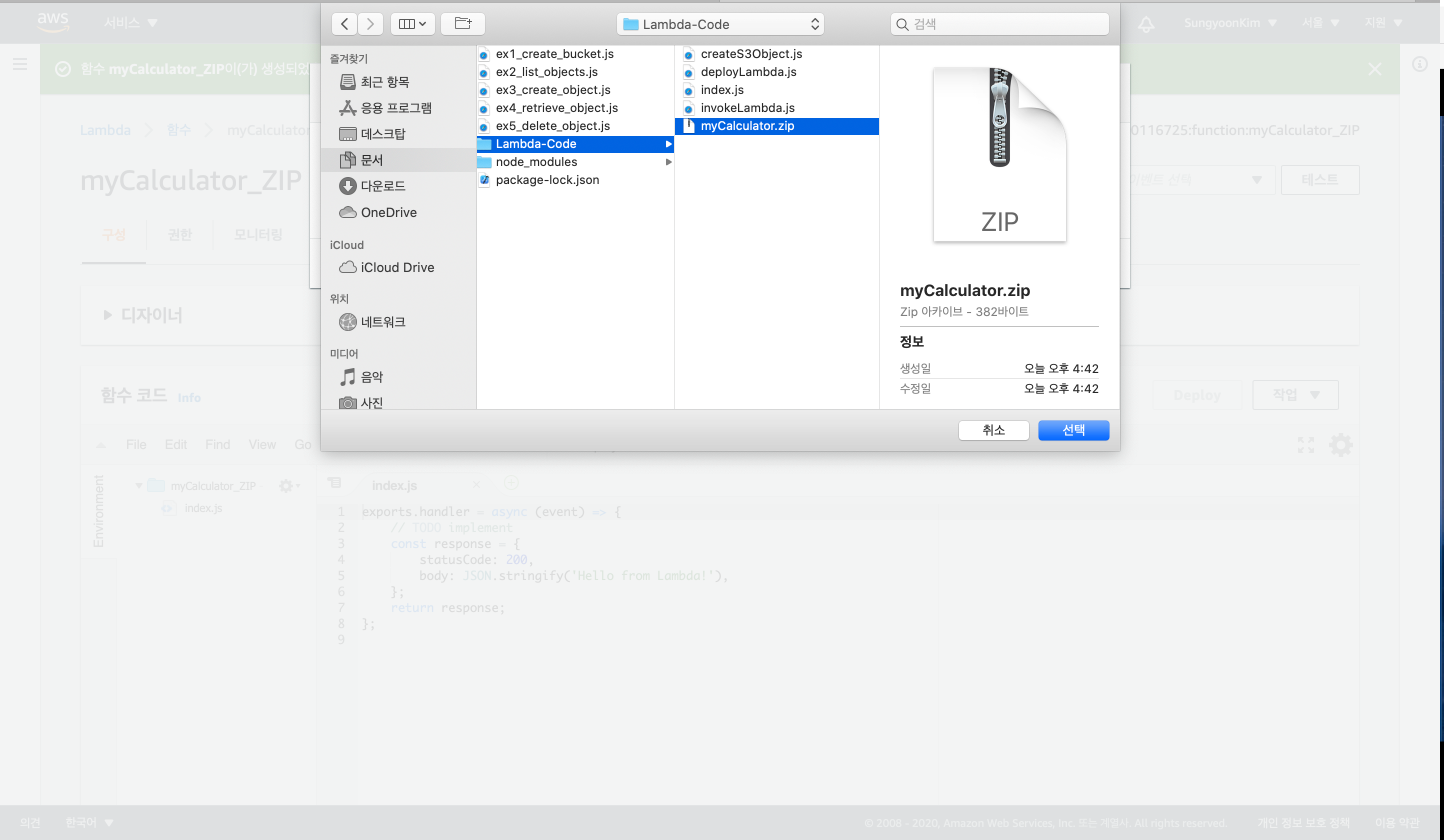 aws
서비스
Lambda-Code
검색
SungyoonKim
서울
지원
함수 myCalculator_ZIP이(가) 생성되었
Lambda
함수
myCalculator
0116725:function:myCalculator_ZIP
myCalculator_ZIP
이벤트 선택
테스트
구성
권한
모니터링
디자이너
함수 코드
Info
Deploy
작업
즐겨찾기
최근 항목
응용 프로그램
데스크탑
문서
다운로드
OneDrive
iCloud
iCloud Drive
위치
네트워크
미디어
음악
사진
ex1_create_bucket.js
ex2_list_objects.js
ex3_create_object.js
ex4_retrieve_object.js
ex5_delete_object.js
Lambda-Code
node_modules
package-lock.json
createS3Object.js
deployLambda.js
index.js
invokeLambda.js
myCalculator.zip
ZIP
myCalculator.zip
Zip 아카이브 - 382바이트
정보
생성일 오늘 오후 4:42
수정일 오늘 오후 4:42
취소
선택
File Edit Find View Go
Environment
myCalculator_ZIP
index.js
index.js
1 exports.handler = async (event) => {
2 // TODO implement
3 const response = {
4 statusCode: 200,
5 body: JSON.stringify('Hello from Lambda!'),
6 };
7 return response;
8 };
9
의견
한국어
© 2008 - 2020, Amazon Web Services, Inc. 또는 계열사. All rights reserved.
개인 정보 보호 정책
이용 약관